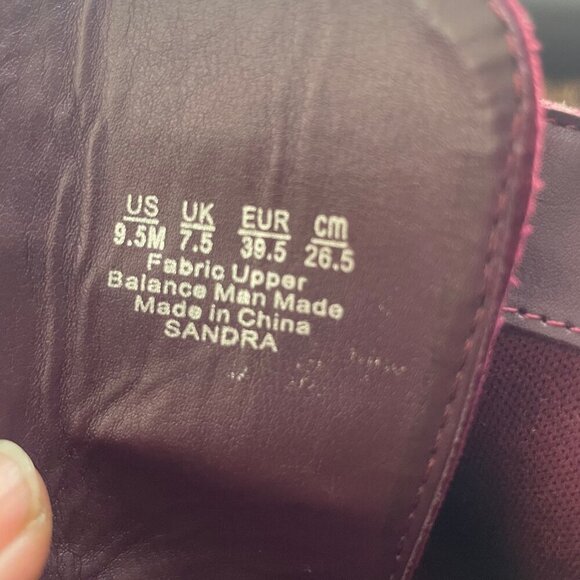 US UK EUR cm
9.5M 7.5 39.5 26.5
Fabric Upper
Balance Man Made
Made in China
SANDRA